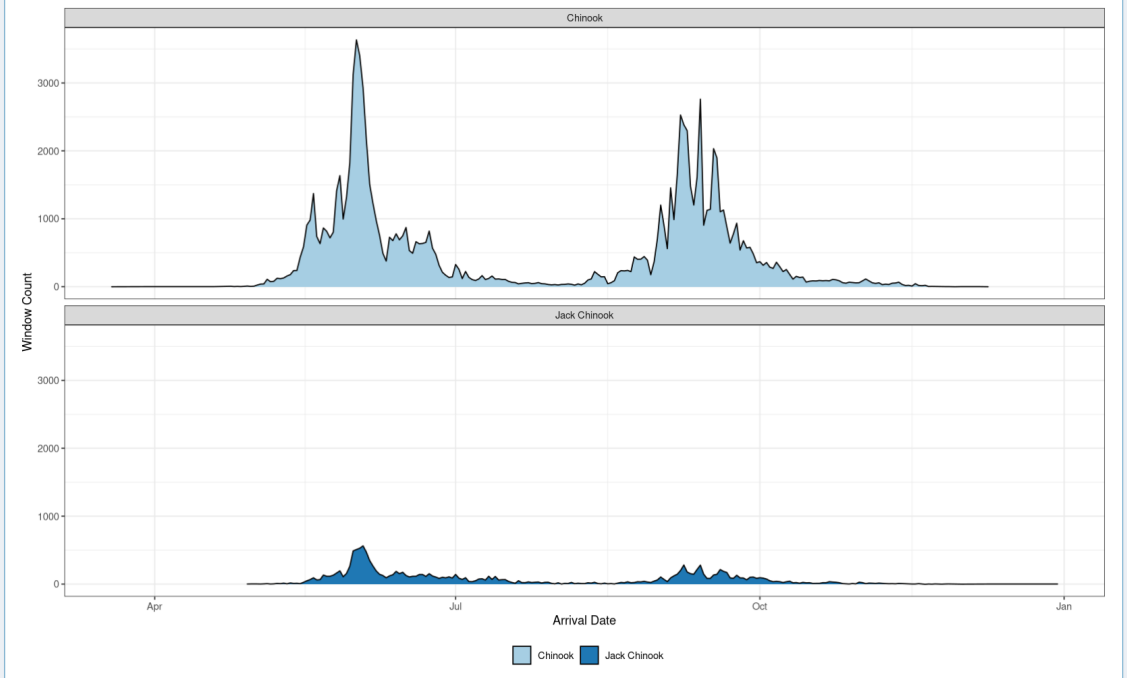 Chinook
3000
2000
1000
0
Window Count
Jack Chinook
3000
2000
1000
0
Apr
Jul
Oct
Jan
Arrival Date
Chinook
Jack Chinook